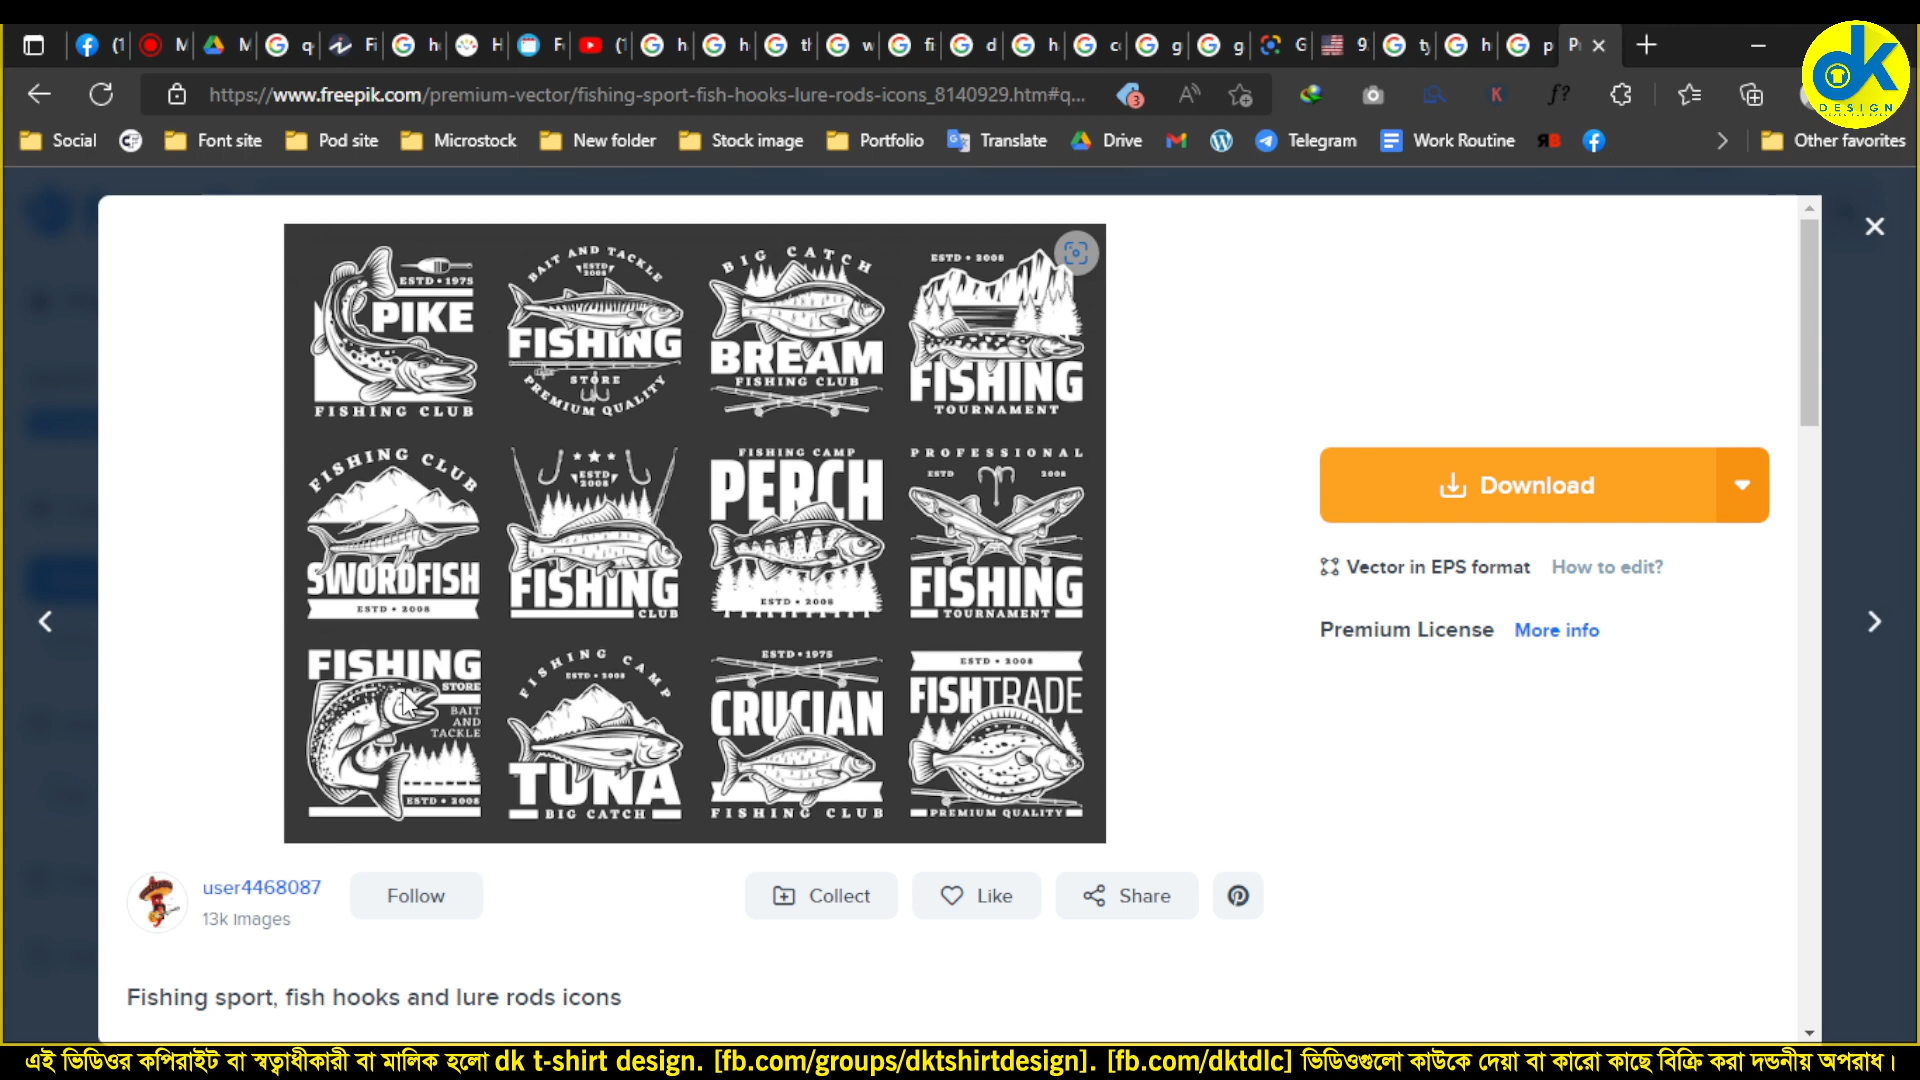 https://www.freepik.com/premium-vector/fishing-sport-fish-hooks-lure-rods-icons_8140929.htm#q...
Social
Font site
Pod site
Microstock
New folder
Stock image
Portfolio
Translate
Drive
Telegram
Work Routine
Other favorites
dk
DESIGN
ESTD • 1975
PIKE
FISHING CLUB
BAIT AND TACKLE
ESTD 2008
FISHING
STORE
PREMIUM QUALITY
BIG CATCH
BREAM
FISHING CLUB
ESTD • 2008
FISHING
TOURNAMENT
FISHING CLUB
SWORDFISH
ESTD • 2008
ESTD 2008
FISHING
CLUB
FISHING CAMP
PERCH
ESTD • 2008
PROFESSIONAL
ESTD 2008
FISHING
TOURNAMENT
FISHING
STORE
BAIT
AND
TACKLE
ESTD • 2008
FISHING CAMP
ESTD • 2008
TUNA
BIG CATCH
ESTD • 1975
CRUCIAN
FISHING CLUB
ESTD • 2008
FISHTRADE
PREMIUM QUALITY
Download
Vector in EPS format How to edit?
Premium License More info
user4468087
13k Images
Follow
Collect
Like
Share
Fishing sport, fish hooks and lure rods icons
এই ভিডিওর কপিরাইট বা স্বত্বাধীকারী বা মালিক হলো dk t-shirt design. [fb.com/groups/dktshirtdesign]. [fb.com/dktdlc] ভিডিওগুলো কাউকে দেয়া বা কারো কাছে বিক্রি করা দন্ডনীয় অপরাধ।